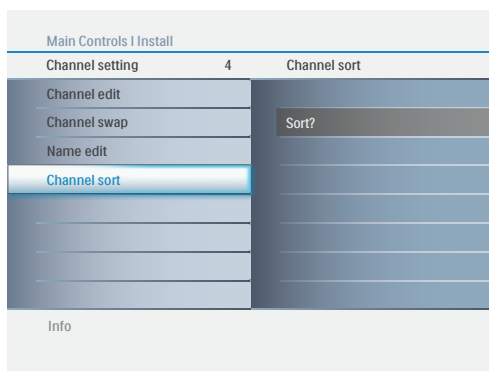 Main Controls I Install
Channel setting 4 Channel sort
Channel edit
Channel swap Sort?
Name edit
Channel sort
Info